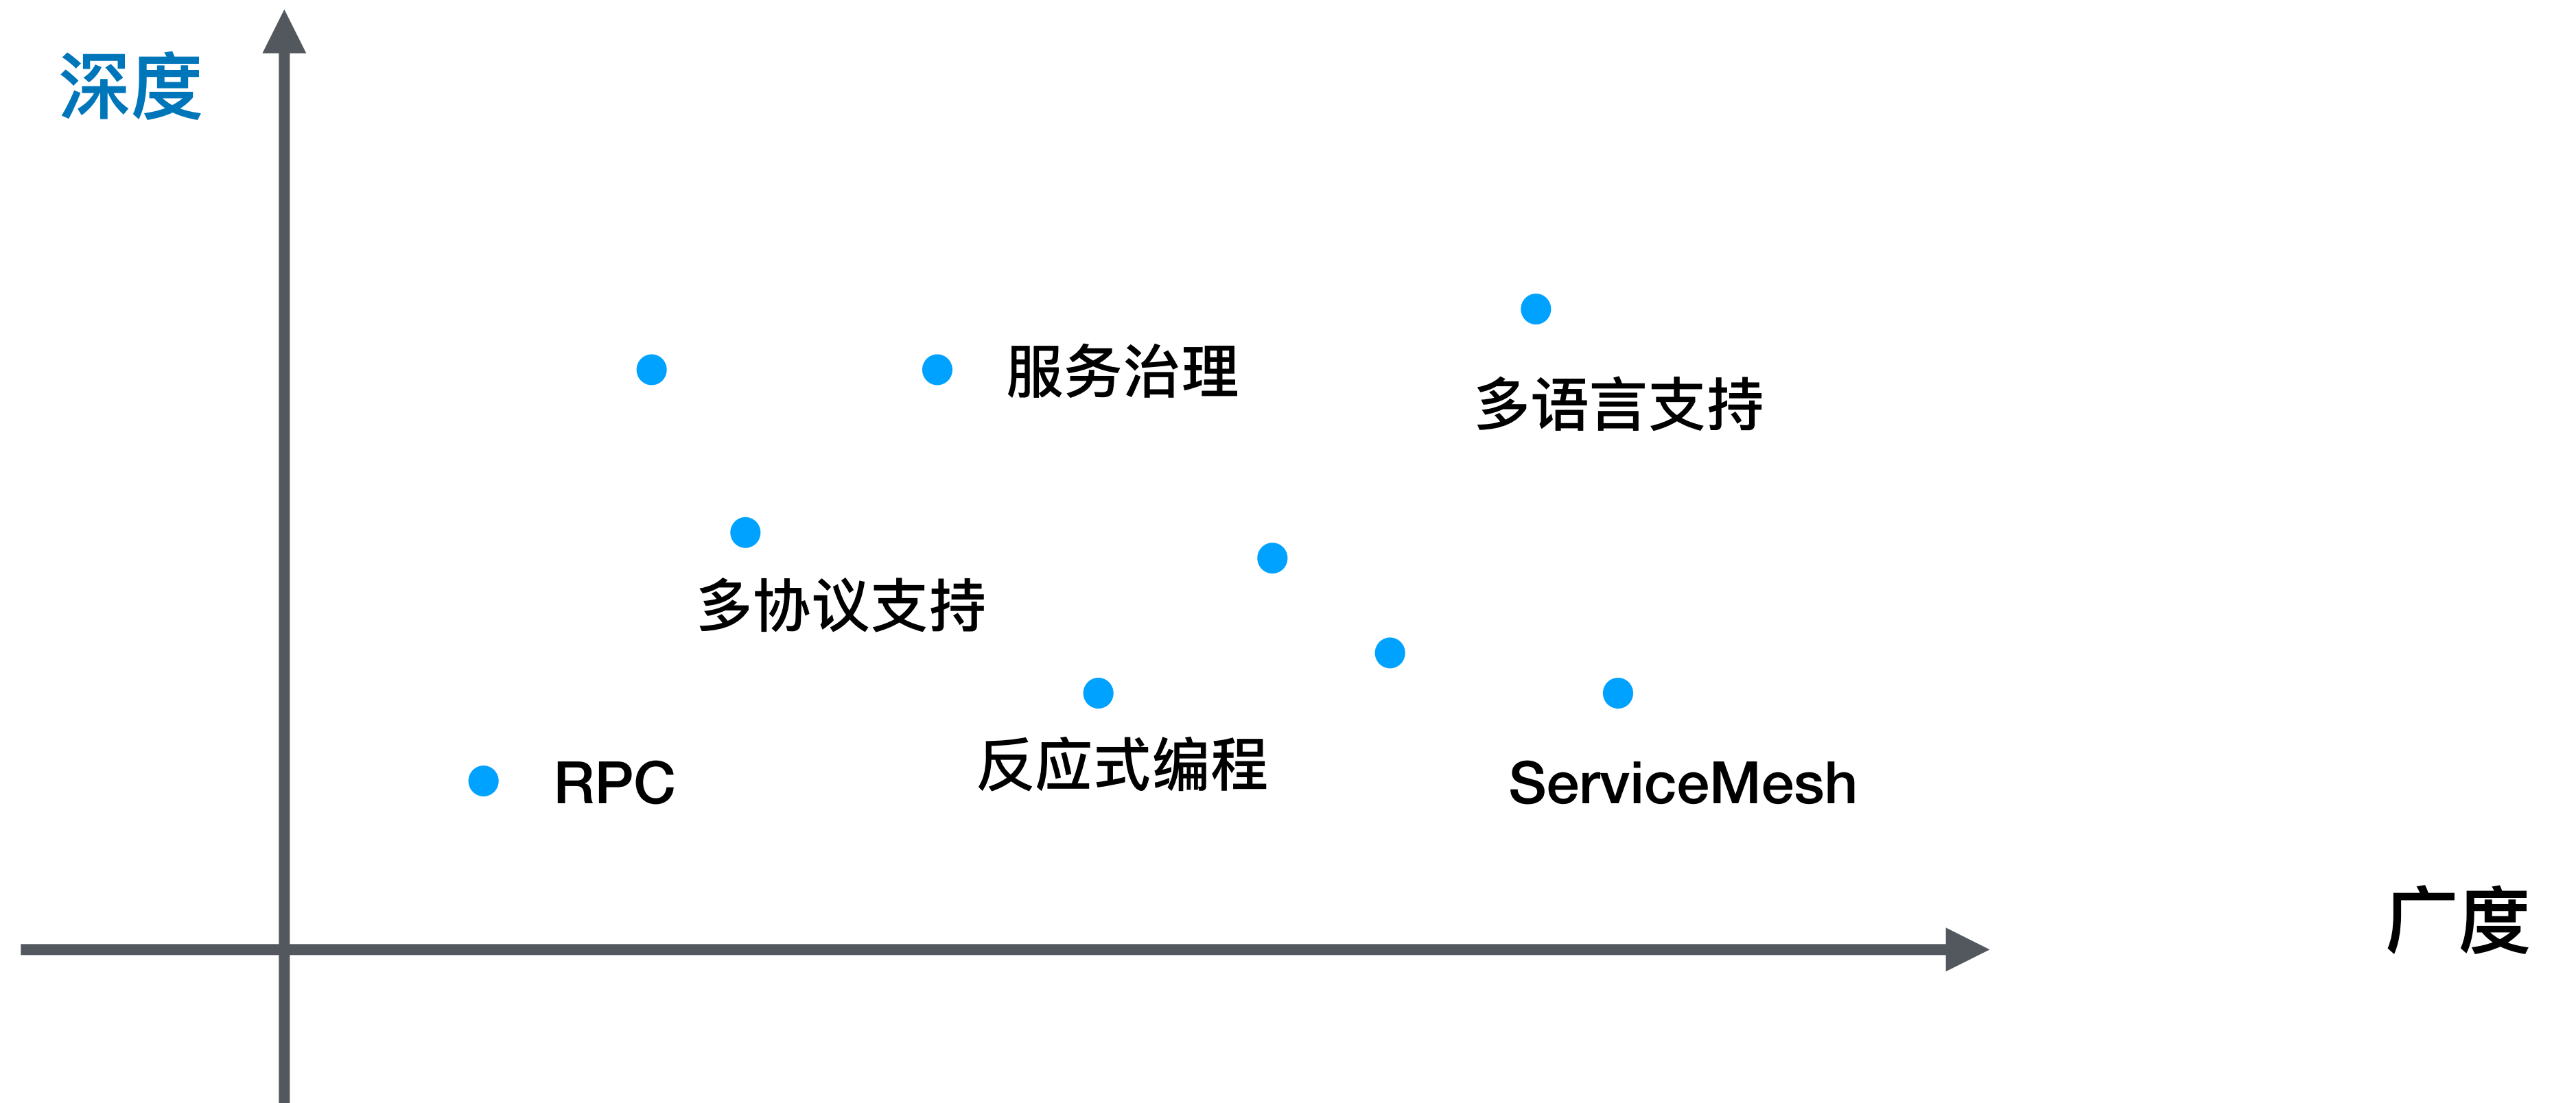 深度
服务治理
多语言支持
多协议支持
反应式编程
RPC
ServiceMesh
广度